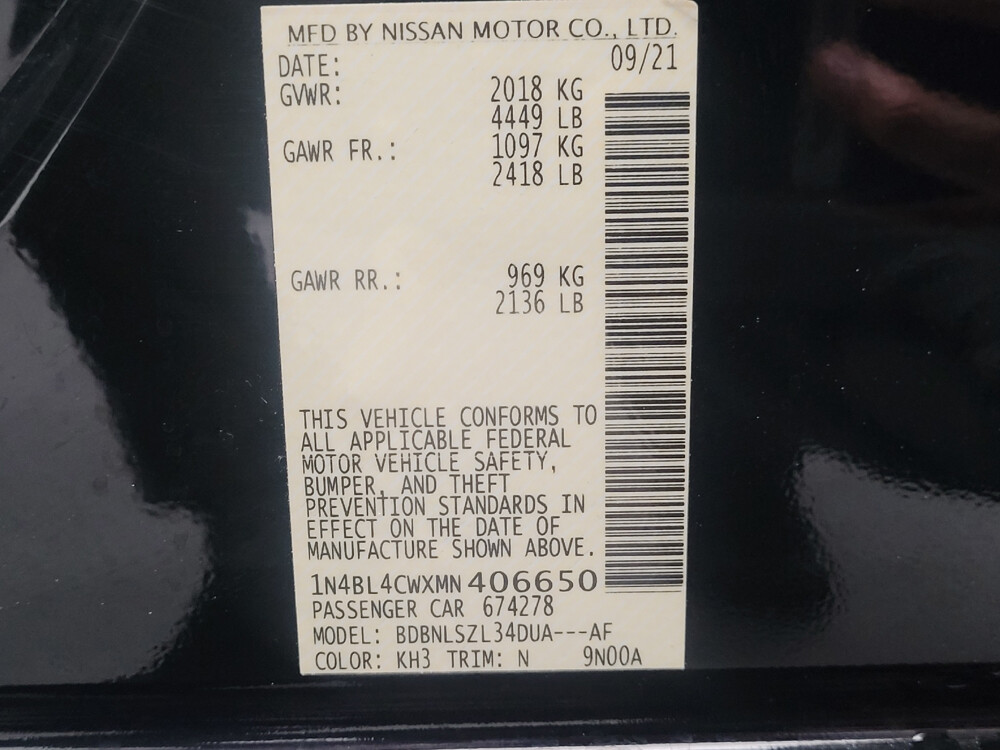 MFD BY NISSAN MOTOR CO., LTD.
DATE: 09/21
GVWR: 2018 KG
4449 LB
GAWR FR.: 1097 KG
2418 LB
GAWR RR.: 969 KG
2136 LB
THIS VEHICLE CONFORMS TO
ALL APPLICABLE FEDERAL
MOTOR VEHICLE SAFETY,
BUMPER, AND THEFT
PREVENTION STANDARDS IN
EFFECT ON THE DATE OF
MANUFACTURE SHOWN ABOVE.
1N4BL4CWXMN406650
PASSENGER CAR 674278
MODEL: BDBNLSZL34DUA---AF
COLOR: KH3 TRIM: N 9N00A